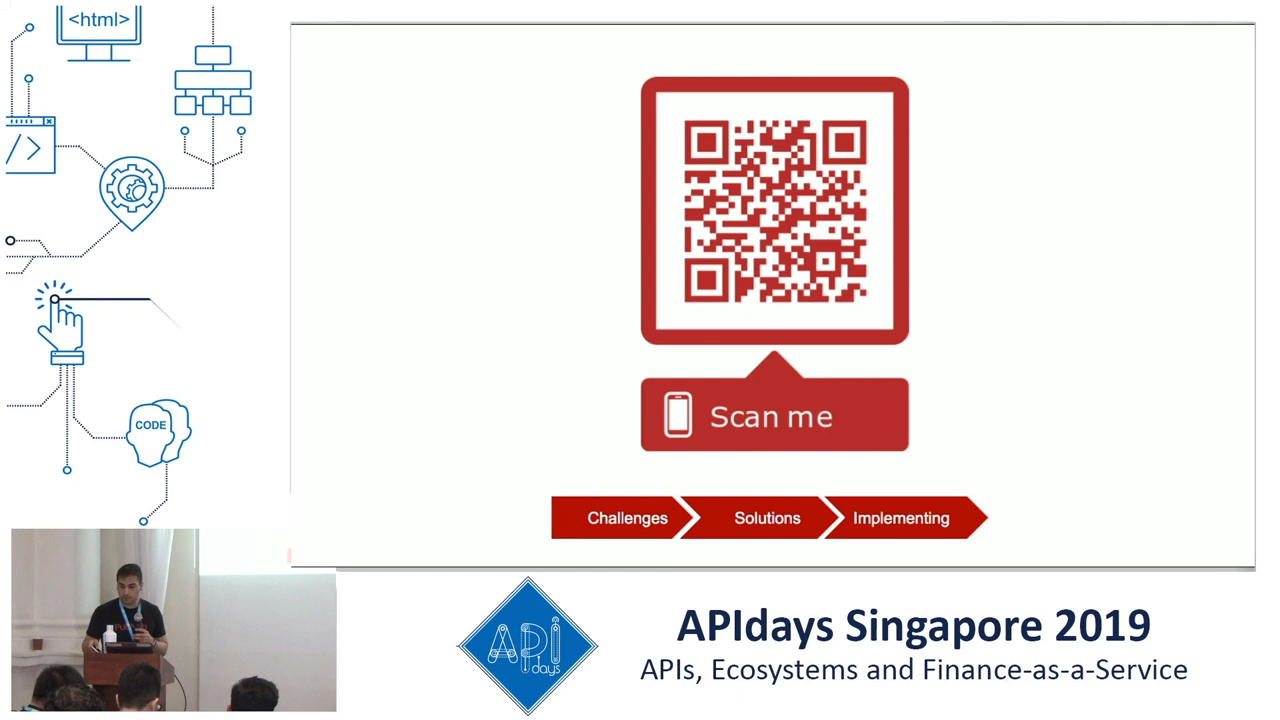 <html>
</>
CODE
Scan me
Challenges
Solutions
Implementing
API
days
APIdays Singapore 2019
APIs, Ecosystems and Finance-as-a-Service